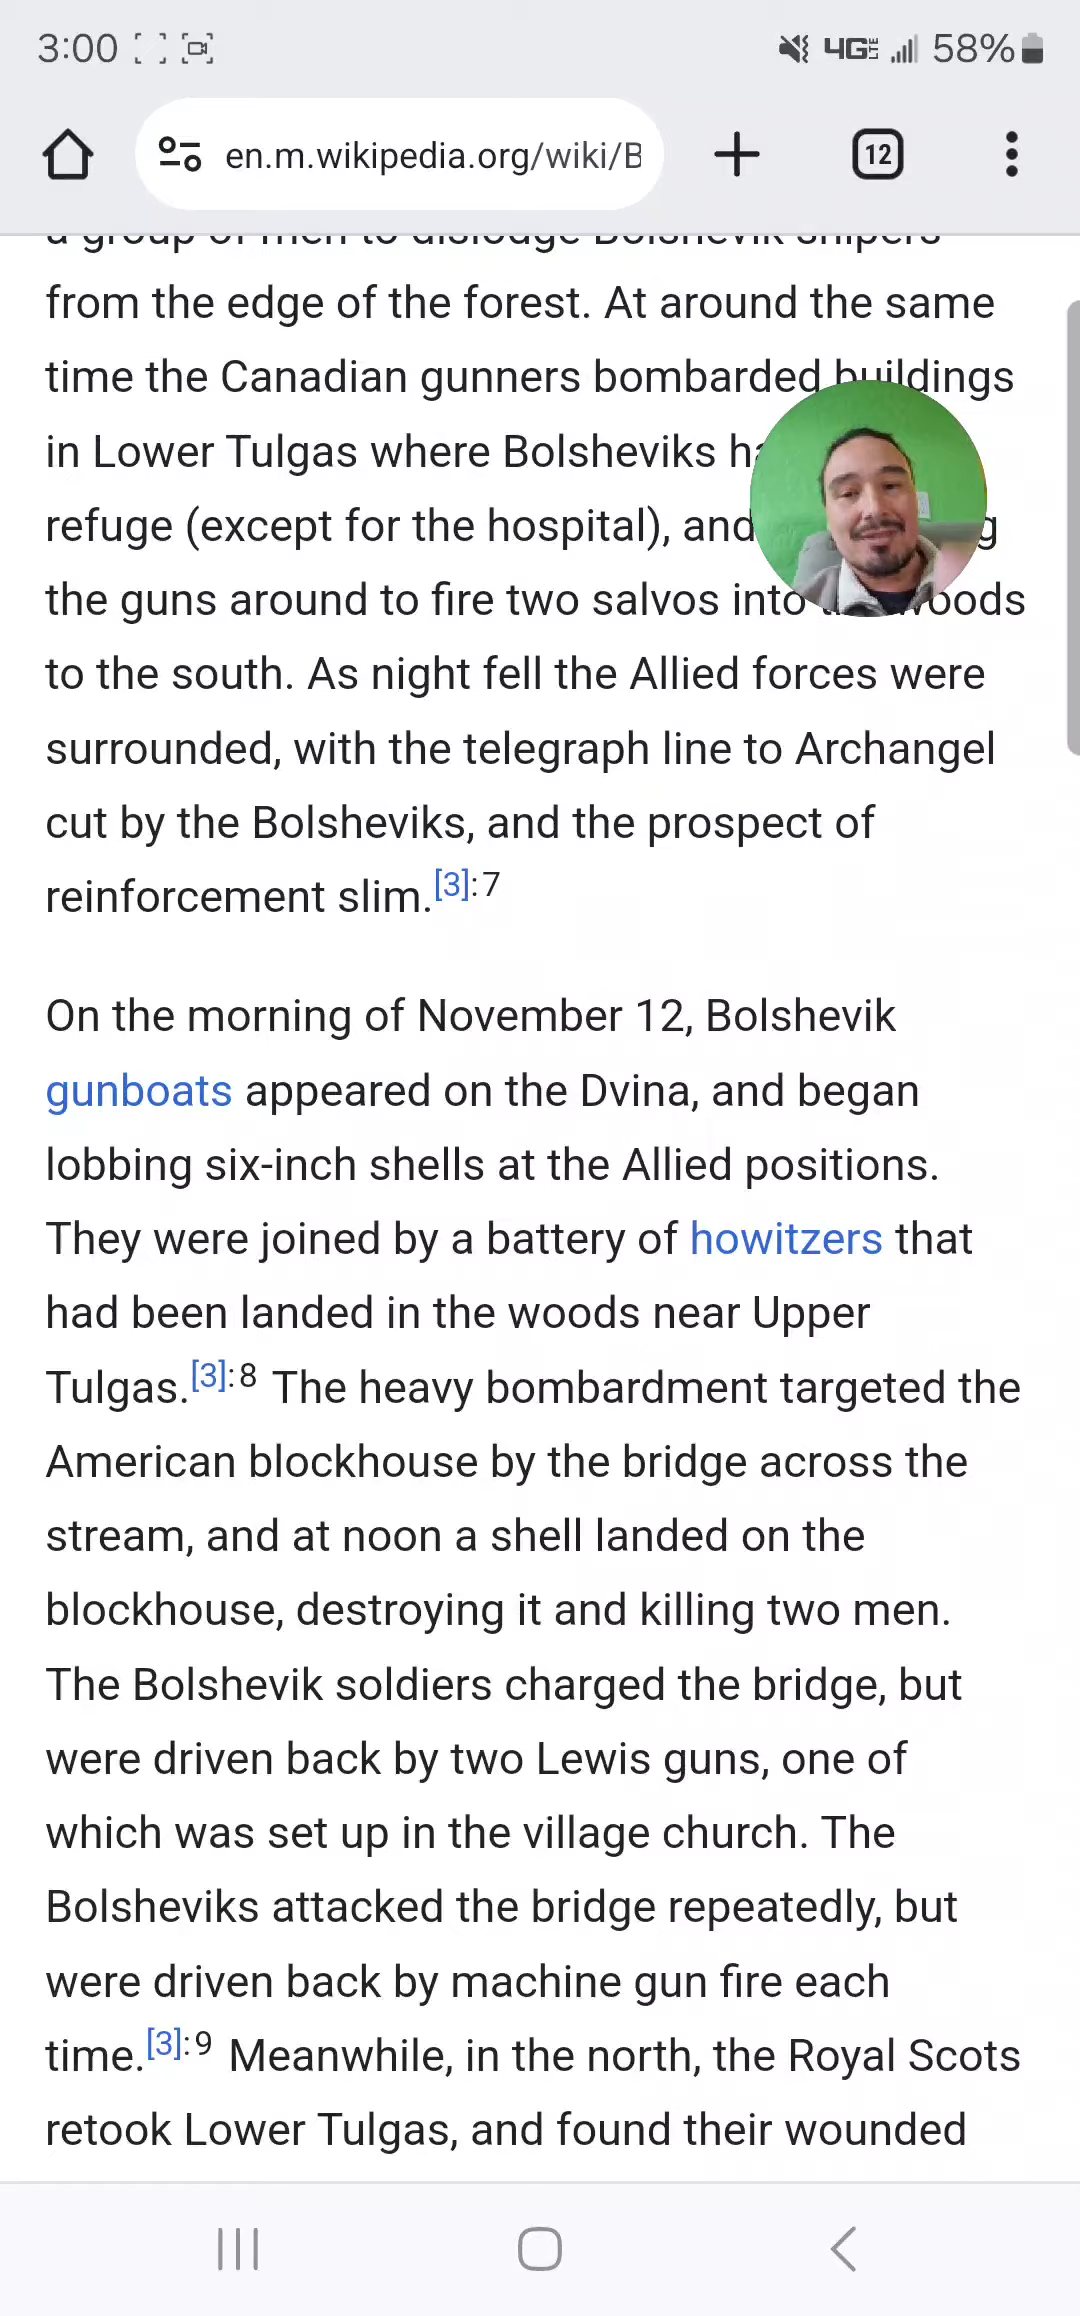 3:00 4G LTE 58%
en.m.wikipedia.org/wiki/B 12
a group of men to dislodge Bolshevik snipers
from the edge of the forest. At around the same
time the Canadian gunners bombarded buildings
in Lower Tulgas where Bolsheviks
refuge (except for the hospital), and
the guns around to fire two salvos into woods
to the south. As night fell the Allied forces were
surrounded, with the telegraph line to Archangel
cut by the Bolsheviks, and the prospect of
reinforcement slim.[3]:7
On the morning of November 12, Bolshevik
gunboats appeared on the Dvina, and began
lobbing six-inch shells at the Allied positions.
They were joined by a battery of howitzers that
had been landed in the woods near Upper
Tulgas.[3]:8 The heavy bombardment targeted the
American blockhouse by the bridge across the
stream, and at noon a shell landed on the
blockhouse, destroying it and killing two men.
The Bolshevik soldiers charged the bridge, but
were driven back by two Lewis guns, one of
which was set up in the village church. The
Bolsheviks attacked the bridge repeatedly, but
were driven back by machine gun fire each
time.[3]:9 Meanwhile, in the north, the Royal Scots
retook Lower Tulgas, and found their wounded